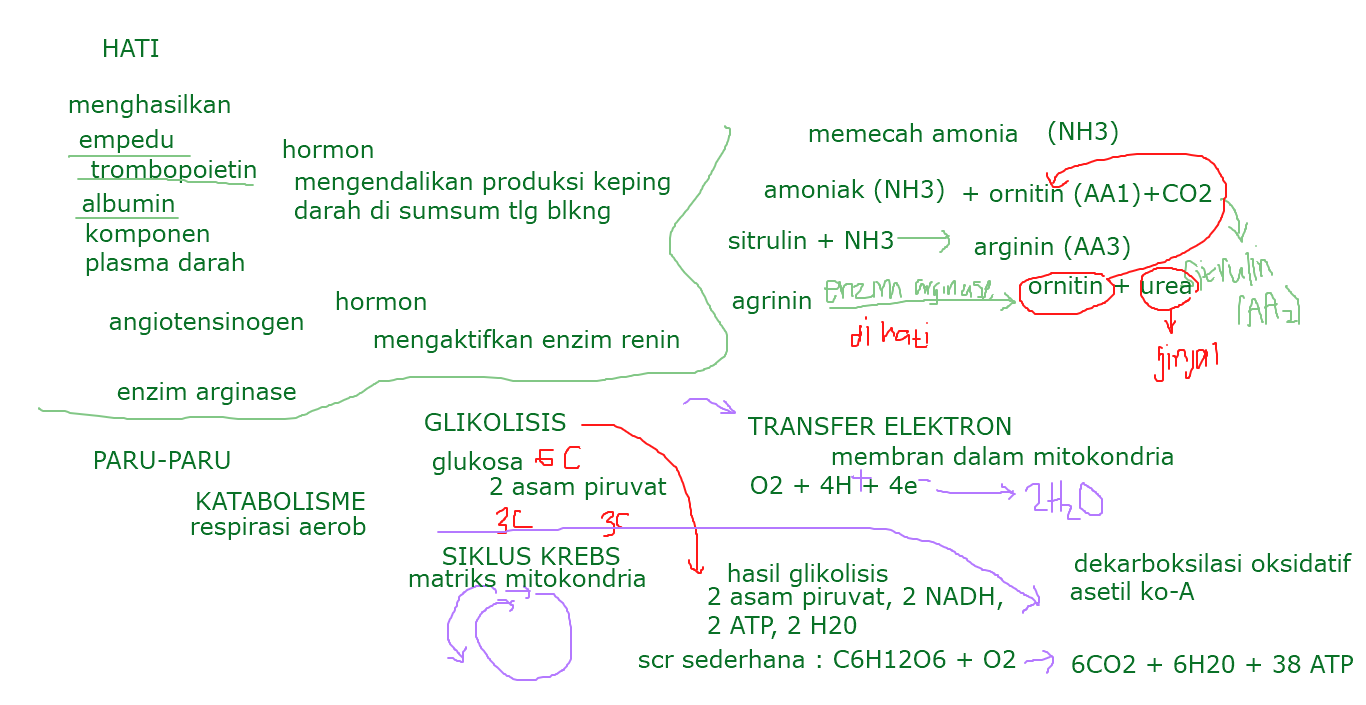 HATI
menghasilkan
empedu
trombopoietin
hormon
mengendalikan produksi keping
darah di sumsum tlg blkng
albumin
komponen
plasma darah
hormon
angiotensinogen
mengaktifkan enzim renin
enzim arginase
memecah amonia (NH3)
amoniak (NH3) + ornitin (AA1)+CO2
sitrulin (AA2)
sitrulin + NH3 arginin (AA3)
agrinin enzim arginase ornitin + urea
di hati
ginjal
PARU-PARU
KATABOLISME
respirasi aerob
GLIKOLISIS
glukosa 6C
2 asam piruvat
3C 3C
SIKLUS KREBS
matriks mitokondria
TRANSFER ELEKTRON
membran dalam mitokondria
O2 + 4H+ + 4e- 2H2O
hasil glikolisis
2 asam piruvat, 2 NADH,
2 ATP, 2 H20
dekarboksilasi oksidatif
asetil ko-A
scr sederhana : C6H12O6 + O2 6CO2 + 6H20 + 38 ATP